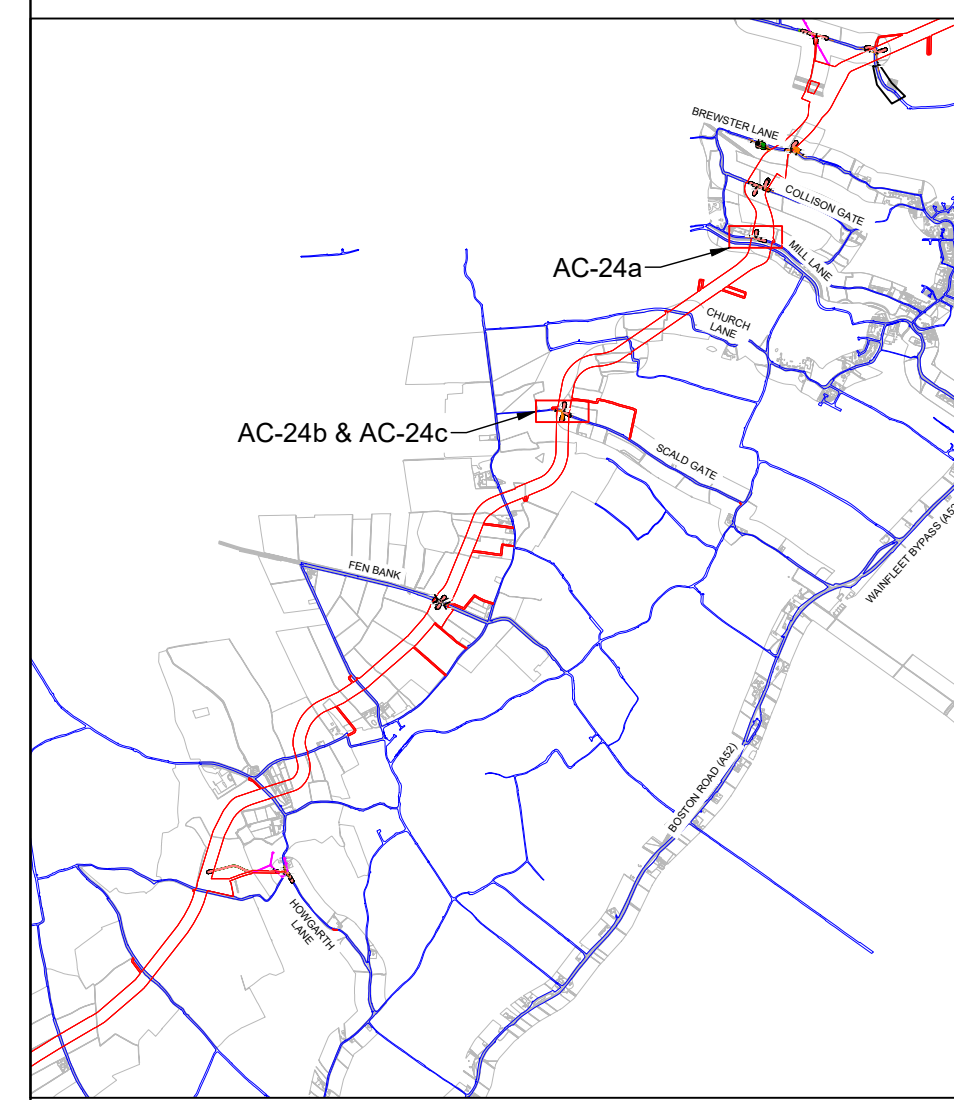 BREWSTER LANE
COLLISON GATE
AC-24a
MILL LANE
CHURCH
LANE
AC-24b & AC-24c
SCALD GATE
WAINFLEET BYPASS (A52
FEN BANK
BOSTON ROAD (A52)
HOWGARTH
LANE